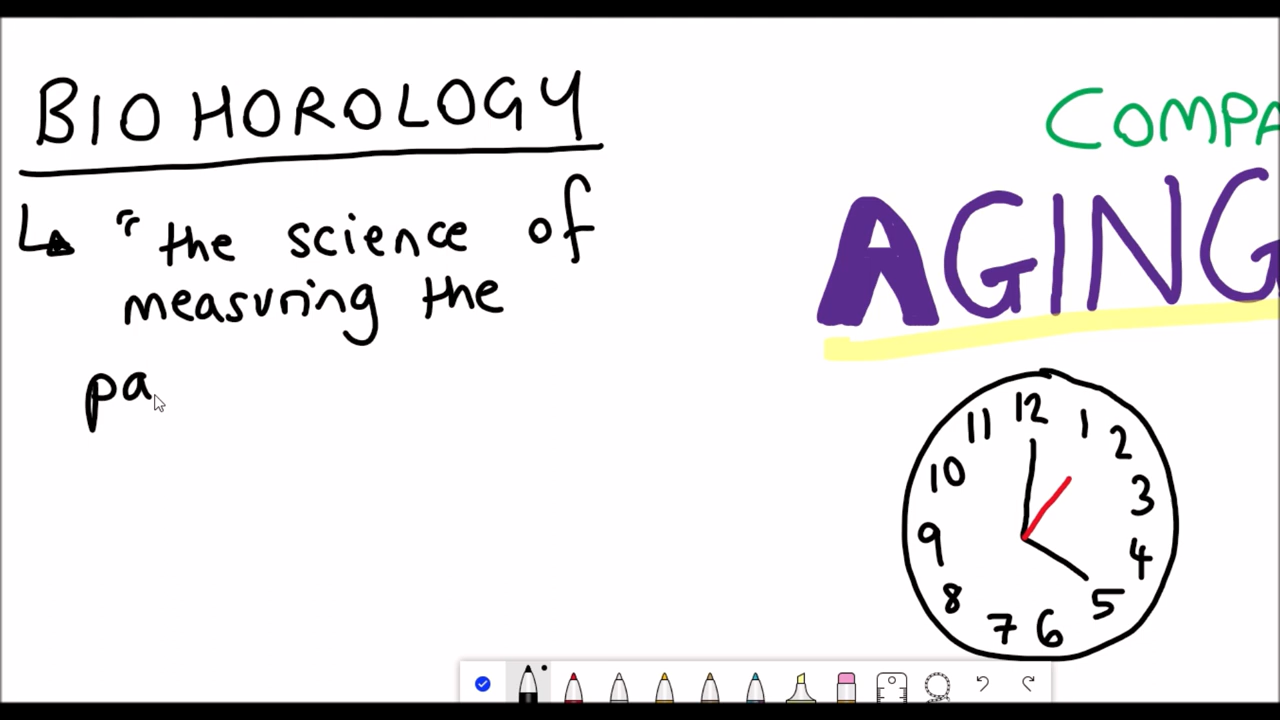 BIOHOROLOGY
"the science of
measuring the
pa
COMPA
AGING
12
11
1
10
2
9
3
8
4
7
6
5